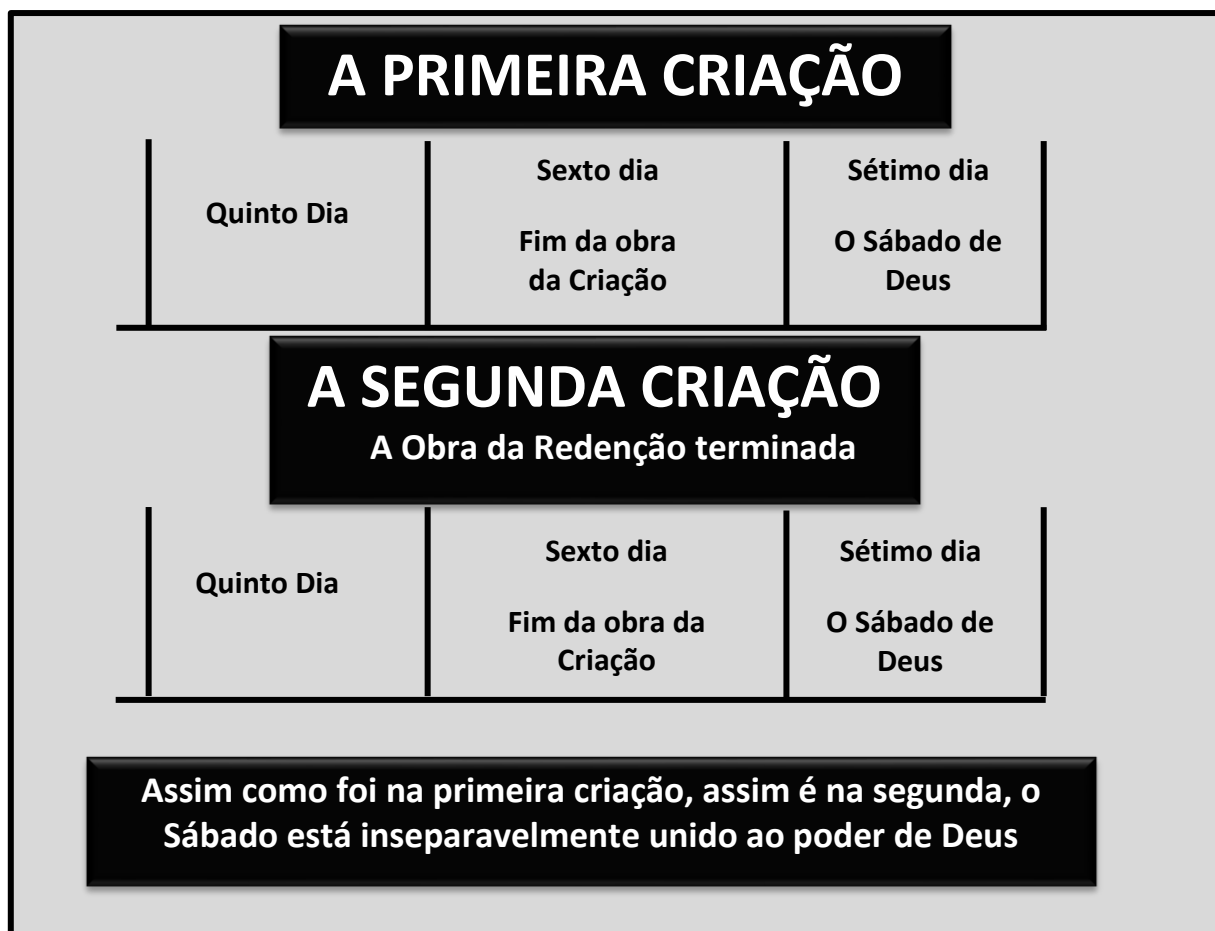 A PRIMEIRA CRIAÇÃO
Quinto Dia
Sexto dia
Fim da obra
da Criação
Sétimo dia
O Sábado de
Deus
A SEGUNDA CRIAÇÃO
A Obra da Redenção terminada
Quinto Dia
Sexto dia
Fim da obra da
Criação
Sétimo dia
O Sábado de
Deus
Assim como foi na primeira criação, assim é na segunda, o
Sábado está inseparavelmente unido ao poder de Deus